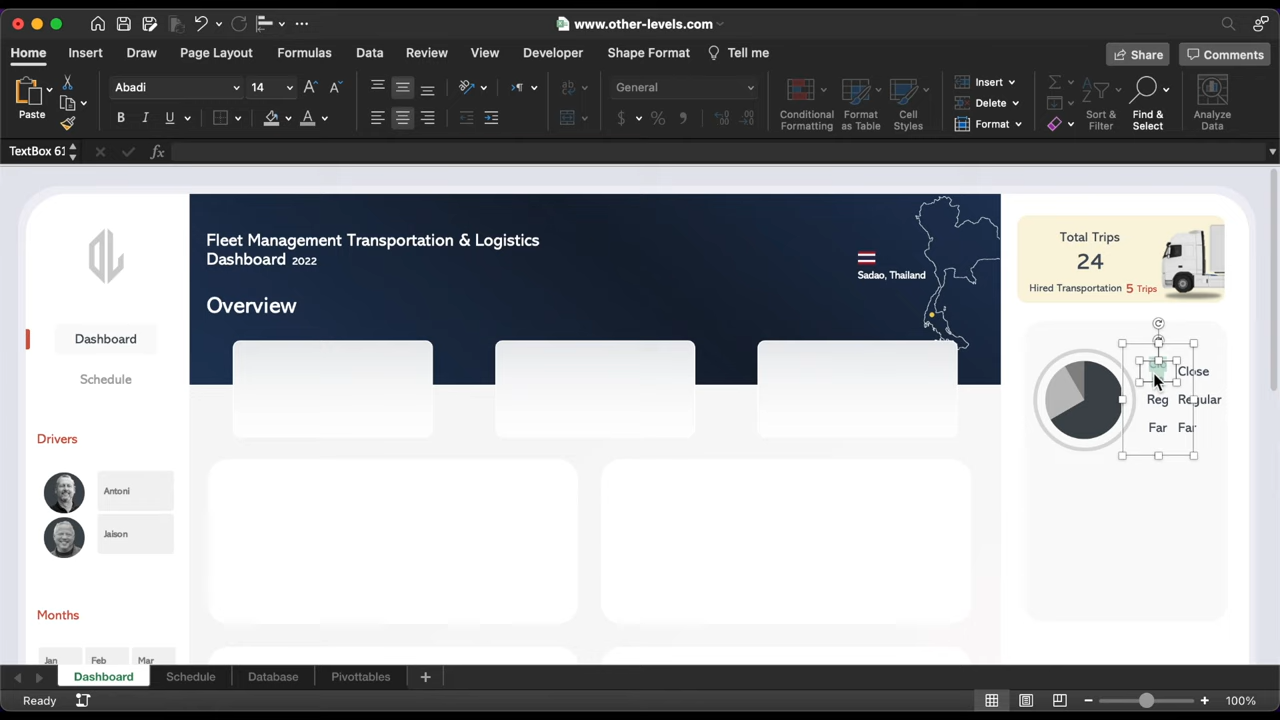 www.other-levels.com
Home
Insert
Draw
Page Layout
Formulas
Data
Review
View
Developer
Shape Format
Tell me
Share
Comments
Paste
Abadi
14
General
Conditional
Formatting
Format
as Table
Cell
Styles
Insert
Delete
Format
Sort &
Filter
Find &
Select
Analyze
Data
TextBox 61
fx
Fleet Management Transportation & Logistics
Dashboard 2022
Overview
Sadao, Thailand
Total Trips
24
Hired Transportation 5 Trips
Dashboard
Schedule
Close
Reg Regular
Far Far
Drivers
Antoni
Jaison
Months
Jan Feb Mar
Dashboard
Schedule
Database
Pivottables
Ready
100%